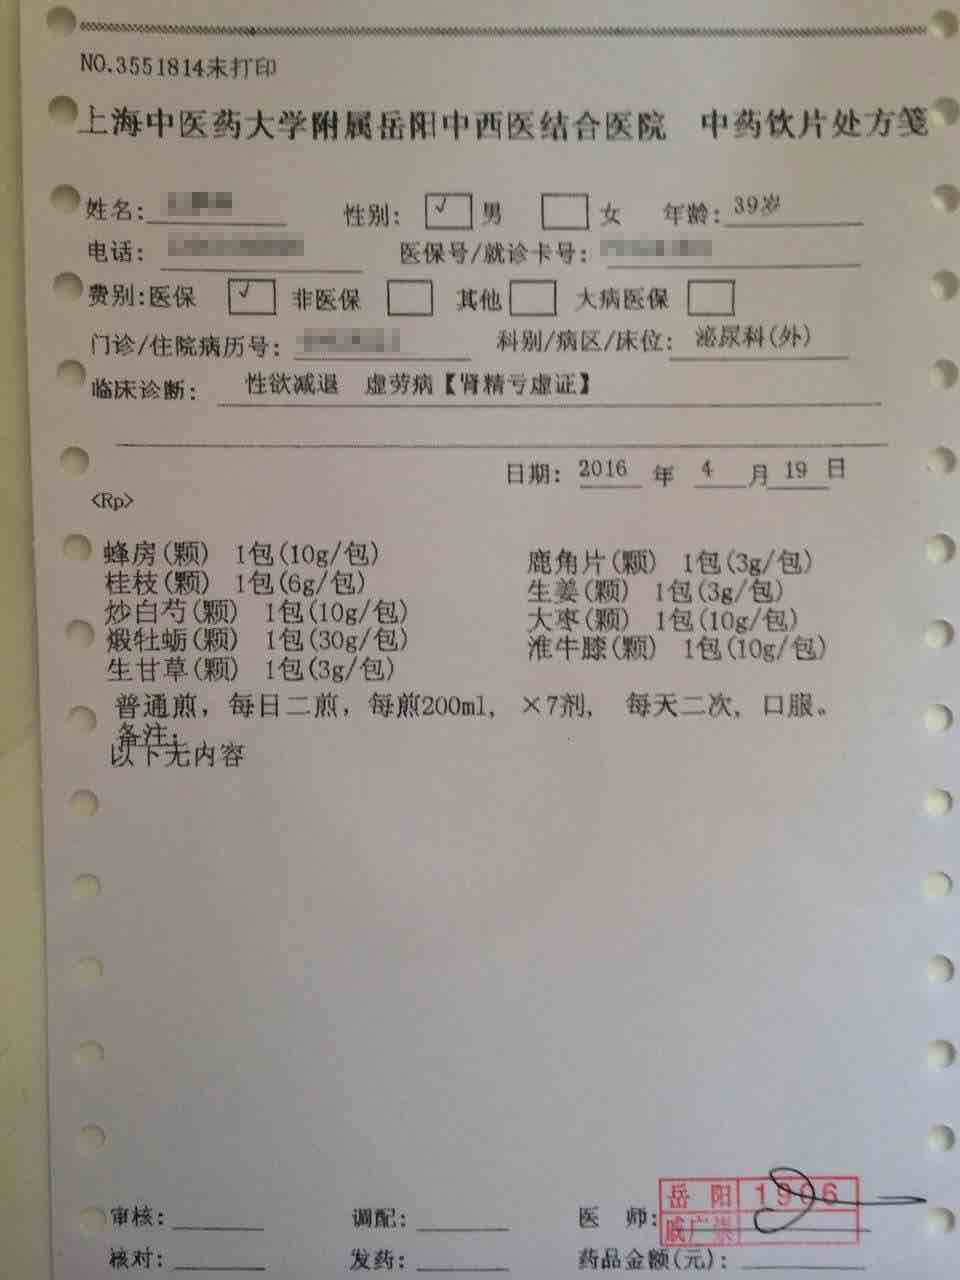 NO.3551814未打印
上海中医药大学附属岳阳中西医结合医院 中药饮片处方笺
姓名: 性别: ✓ 男 女 年龄: 39岁
电话: 医保号/就诊卡号:
费别:医保 ✓ 非医保 其他 大病医保
门诊/住院病历号: 科别/病区/床位: 泌尿科(外)
临床诊断: 性欲减退 虚劳病【肾精亏虚证】
日期: 2016 年 4 月 19 日
<Rp>
蜂房(颗) 1包(10g/包) 鹿角片(颗) 1包(3g/包)
桂枝(颗) 1包(6g/包) 生姜(颗) 1包(3g/包)
炒白芍(颗) 1包(10g/包) 大枣(颗) 1包(10g/包)
煅牡蛎(颗) 1包(30g/包) 淮牛膝(颗) 1包(10g/包)
生甘草(颗) 1包(3g/包)
普通煎, 每日二煎, 每煎200ml, ×7剂, 每天二次, 口服。
备注:
以下无内容
审核: 调配: 医 师: 岳阳 1906
戚广崇
核对: 发药: 药品金额(元):